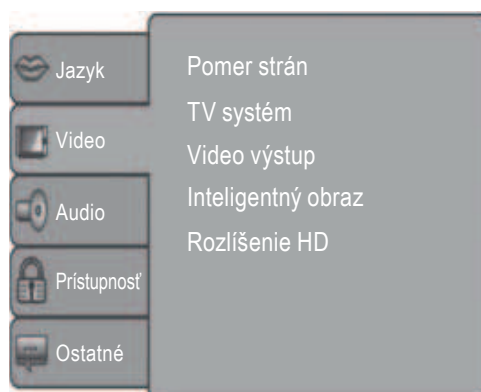 Jazyk
Video
Audio
Prístupnosť
Ostatné
Pomer strán
TV systém
Video výstup
Inteligentný obraz
Rozlíšenie HD